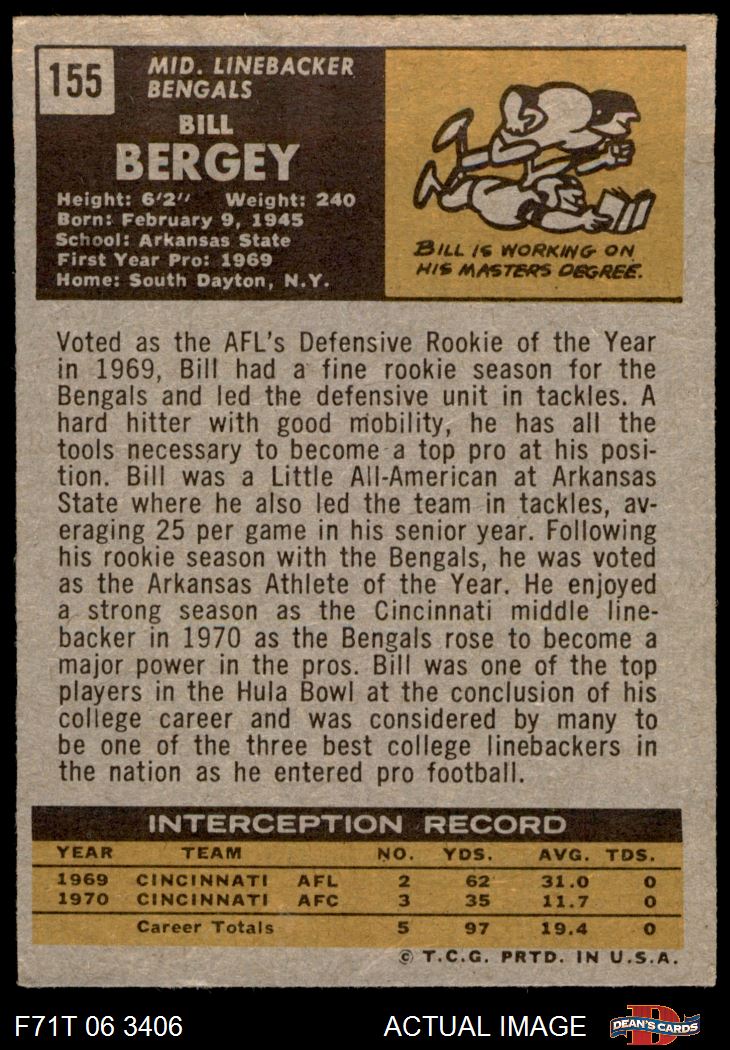 155
MID. LINEBACKER
BENGALS
BILL
BERGEY
Height: 6'2" Weight: 240
Born: February 9, 1945
School: Arkansas State
First Year Pro: 1969
Home: South Dayton, N.Y.
BILL IS WORKING ON
HIS MASTERS DEGREE.
Voted as the AFL's Defensive Rookie of the Year
in 1969, Bill had a fine rookie season for the
Bengals and led the defensive unit in tackles. A
hard hitter with good mobility, he has all the
tools necessary to become a top pro at his posi-
tion. Bill was a Little All-American at Arkansas
State where he also led the team in tackles, av-
eraging 25 per game in his senior year. Following
his rookie season with the Bengals, he was voted
as the Arkansas Athlete of the Year. He enjoyed
a strong season as the Cincinnati middle line-
backer in 1970 as the Bengals rose to become a
major power in the pros. Bill was one of the top
players in the Hula Bowl at the conclusion of his
college career and was considered by many to
be one of the three best college linebackers in
the nation as he entered pro football.
INTERCEPTION RECORD
YEAR TEAM NO. YDS. AVG. TDS.
1969 CINCINNATI AFL 2 62 31.0 0
1970 CINCINNATI AFC 3 35 11.7 0
Career Totals 5 97 19.4 0
© T.C.G. PRTD. IN U.S.A.
F71T 06 3406 ACTUAL IMAGE D DEAN'S CARDS